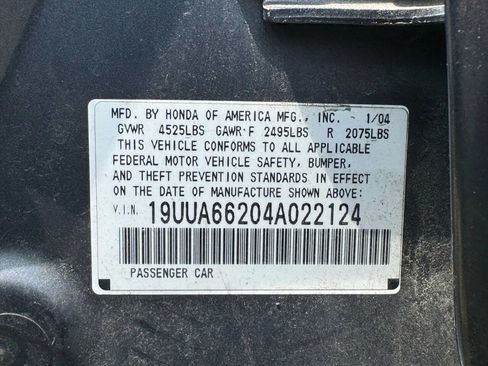 MFD. BY HONDA OF AMERICA MFG., INC. - 1/04
GVWR 4525LBS GAWR·F 2495LBS R 2075LBS
THIS VEHICLE CONFORMS TO ALL APPLICABLE
FEDERAL MOTOR VEHICLE SAFETY, BUMPER,
AND THEFT PREVENTION STANDARDS IN EFFECT
ON THE DATE OF MANUFACTURE SHOWN ABOVE:
V.I.N. 19UUA66204A022124
PASSENGER CAR